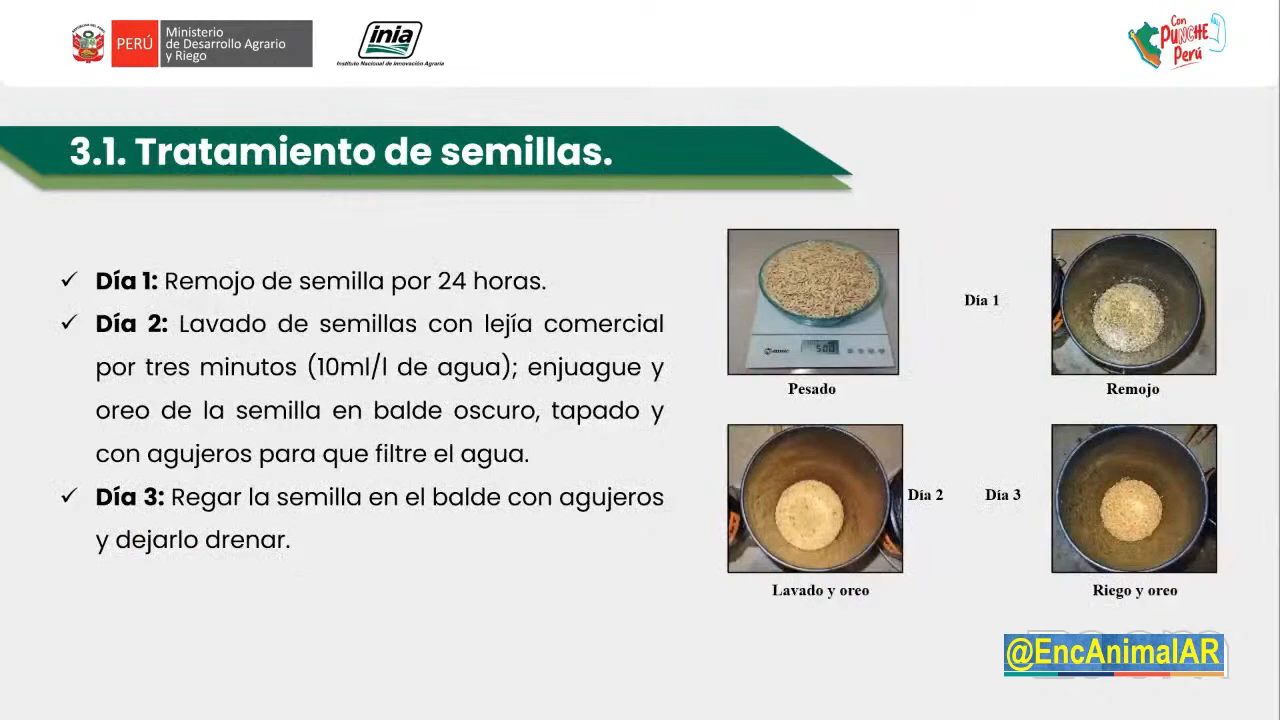 PERÚ
Ministerio
de Desarrollo Agrario
y Riego
inia
Instituto Nacional de Innovación Agraria
Con
PUNCHE
Perú
3.1. Tratamiento de semillas.
✓ Día 1: Remojo de semilla por 24 horas.
✓ Día 2: Lavado de semillas con lejía comercial
por tres minutos (10ml/l de agua); enjuague y
oreo de la semilla en balde oscuro, tapado y
con agujeros para que filtre el agua.
✓ Día 3: Regar la semilla en el balde con agujeros
y dejarlo drenar.
Día 1
Pesado
Remojo
Día 2
Día 3
Lavado y oreo
Riego y oreo
@EncAnimalAR